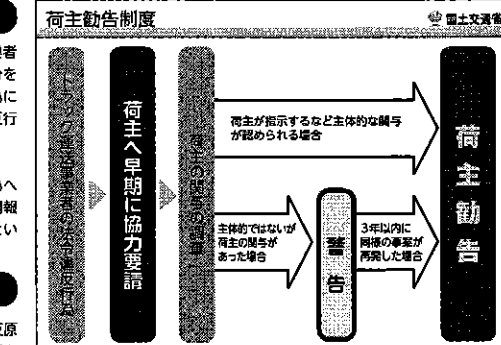 荷主勧告制度
国土交通省
トラック運送事業者の法令違反行為
荷主へ早期に協力要請
荷主の関与の調査
荷主が指示するなど主体的な関与
が認められる場合
主体的ではないが
荷主の関与が
あった場合
警告
3年以内に
同様の事案が
再発した場合
荷主勧告